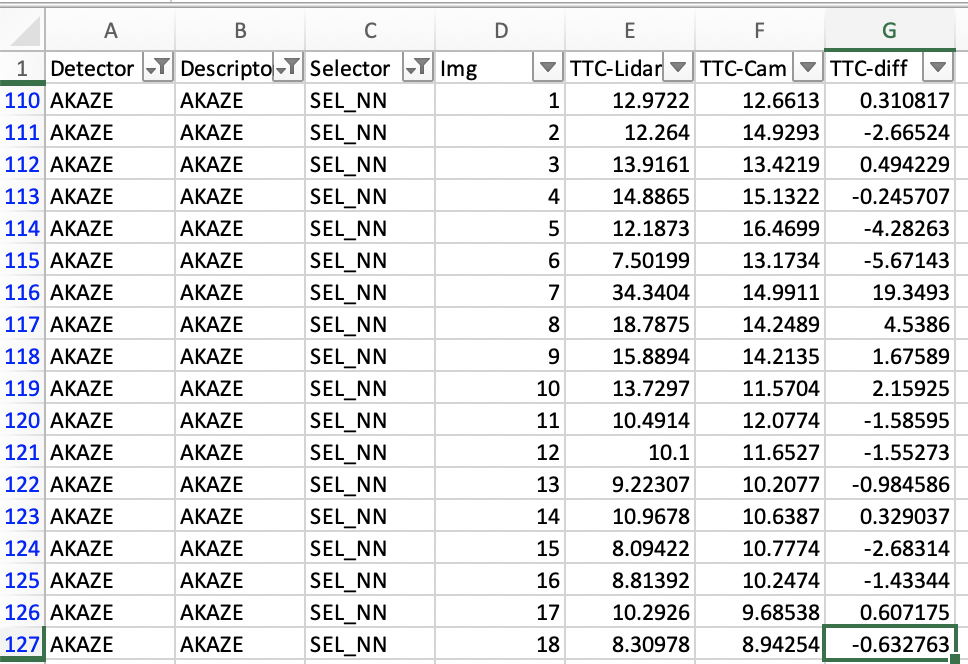 A B C D E F G
1 Detector Descripto Selector Img TTC-Lidar TTC-Cam TTC-diff
110 AKAZE AKAZE SEL_NN 1 12.9722 12.6613 0.310817
111 AKAZE AKAZE SEL_NN 2 12.264 14.9293 -2.66524
112 AKAZE AKAZE SEL_NN 3 13.9161 13.4219 0.494229
113 AKAZE AKAZE SEL_NN 4 14.8865 15.1322 -0.245707
114 AKAZE AKAZE SEL_NN 5 12.1873 16.4699 -4.28263
115 AKAZE AKAZE SEL_NN 6 7.50199 13.1734 -5.67143
116 AKAZE AKAZE SEL_NN 7 34.3404 14.9911 19.3493
117 AKAZE AKAZE SEL_NN 8 18.7875 14.2489 4.5386
118 AKAZE AKAZE SEL_NN 9 15.8894 14.2135 1.67589
119 AKAZE AKAZE SEL_NN 10 13.7297 11.5704 2.15925
120 AKAZE AKAZE SEL_NN 11 10.4914 12.0774 -1.58595
121 AKAZE AKAZE SEL_NN 12 10.1 11.6527 -1.55273
122 AKAZE AKAZE SEL_NN 13 9.22307 10.2077 -0.984586
123 AKAZE AKAZE SEL_NN 14 10.9678 10.6387 0.329037
124 AKAZE AKAZE SEL_NN 15 8.09422 10.7774 -2.68314
125 AKAZE AKAZE SEL_NN 16 8.81392 10.2474 -1.43344
126 AKAZE AKAZE SEL_NN 17 10.2926 9.68538 0.607175
127 AKAZE AKAZE SEL_NN 18 8.30978 8.94254 -0.632763